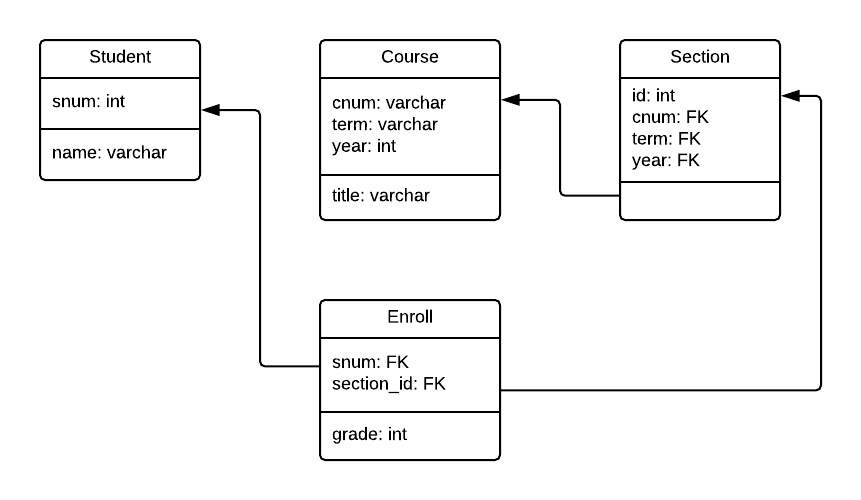 Student
snum: int
name: varchar
Course
cnum: varchar
term: varchar
year: int
title: varchar
Section
id: int
cnum: FK
term: FK
year: FK
Enroll
snum: FK
section_id: FK
grade: int